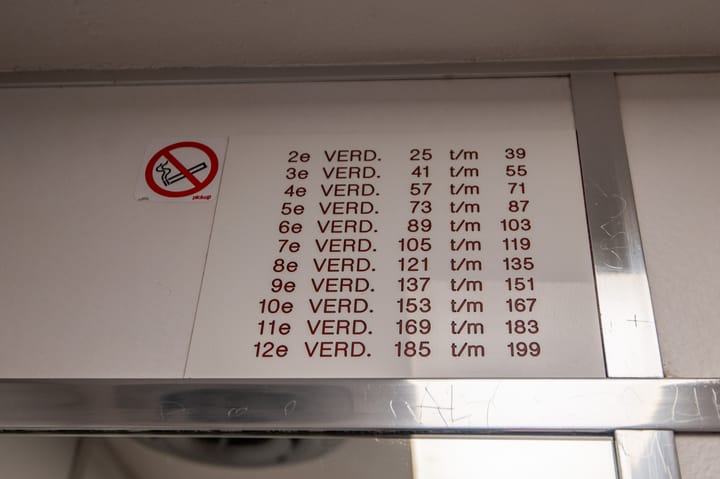 2e VERD. 25 t/m 39
3e VERD. 41 t/m 55
4e VERD. 57 t/m 71
5e VERD. 73 t/m 87
6e VERD. 89 t/m 103
7e VERD. 105 t/m 119
8e VERD. 121 t/m 135
9e VERD. 137 t/m 151
10e VERD. 153 t/m 167
11e VERD. 169 t/m 183
12e VERD. 185 t/m 199
pickup